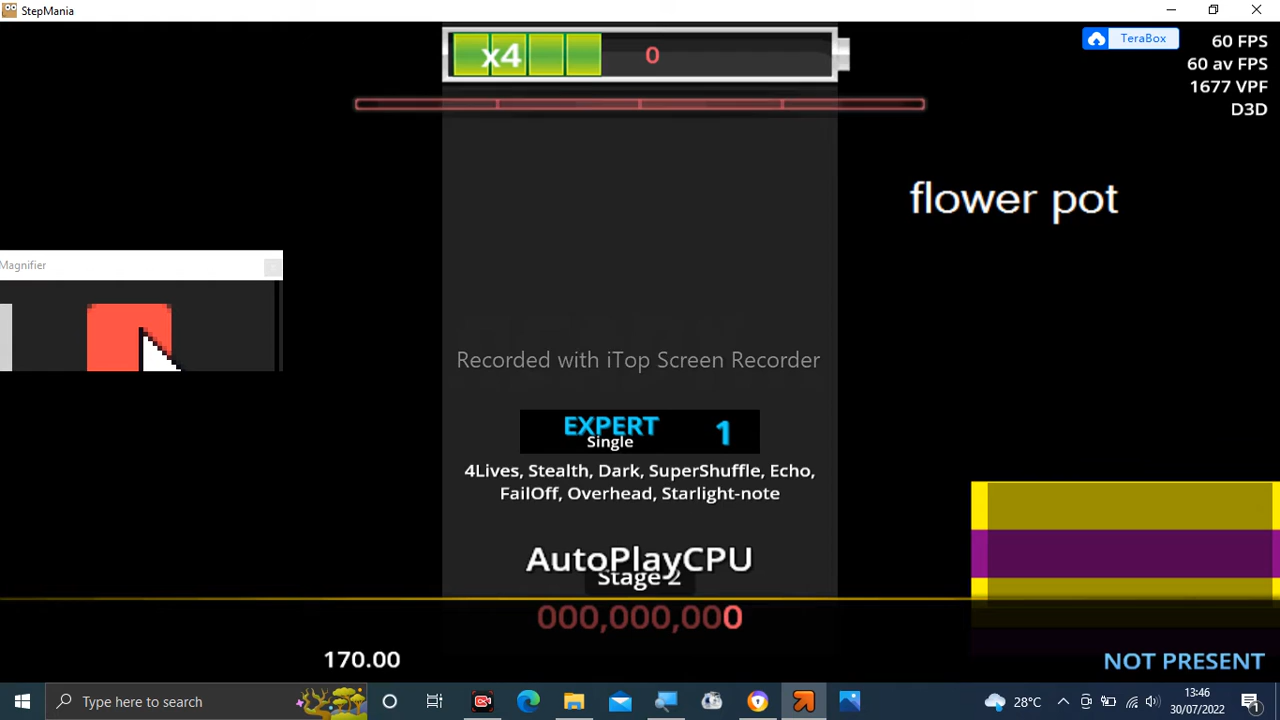 StepMania
x4
0
TeraBox
60 FPS
60 av FPS
1677 VPF
D3D
flower pot
Magnifier
Recorded with iTop Screen Recorder
EXPERT 1
Single
4Lives, Stealth, Dark, SuperShuffle, Echo,
FailOff, Overhead, Starlight-note
AutoPlayCPU
Stage 2
000,000,000
170.00
NOT PRESENT
Type here to search
28°C
13:46
30/07/2022
1